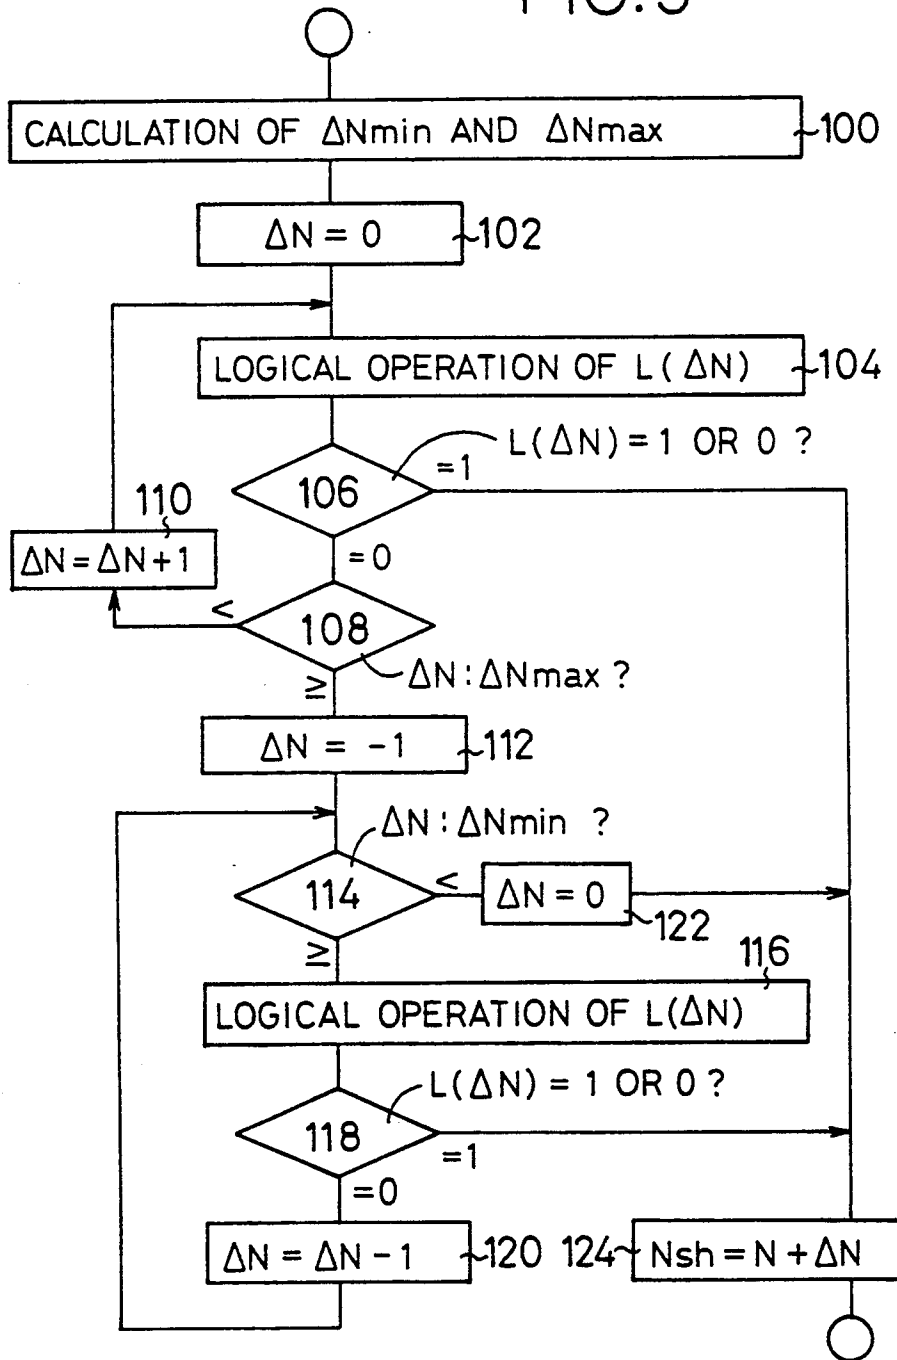 CALCULATION OF ΔNmin AND ΔNmax
100
ΔN = 0
102
LOGICAL OPERATION OF L(ΔN)
104
L(ΔN) = 1 OR 0 ?
106
=1
=0
110
ΔN = ΔN+1
<
108
ΔN : ΔNmax ?
≥
ΔN = -1
112
ΔN : ΔNmin ?
114
<
ΔN = 0
122
≥
116
LOGICAL OPERATION OF L(ΔN)
L(ΔN) = 1 OR 0 ?
118
=1
=0
ΔN = ΔN - 1
120
124
Nsh = N + ΔN